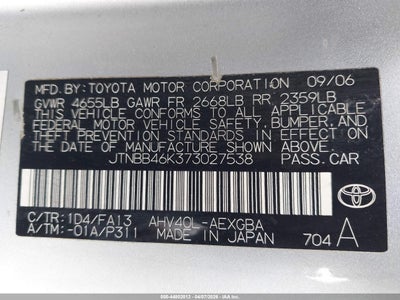 MFD.BY:TOYOTA MOTOR CORPORATION 09/06
GVWR 4655LB GAWR FR 2668LB RR 2359LB
THIS VEHICLE CONFORMS TO ALL APPLICABLE
FEDERAL MOTOR VEHICLE SAFETY,BUMPER, AND
THEFT PREVENTION STANDARDS IN EFFECT ON
THE DATE OF MANUFACTURE SHOWN ABOVE.
JTNBB46K373027538 PASS.CAR
C/TR:1D4/FA13 AHV40L-AEXGBA
A/TM:-01A/P311 MADE IN JAPAN 704 A
TOYOTA